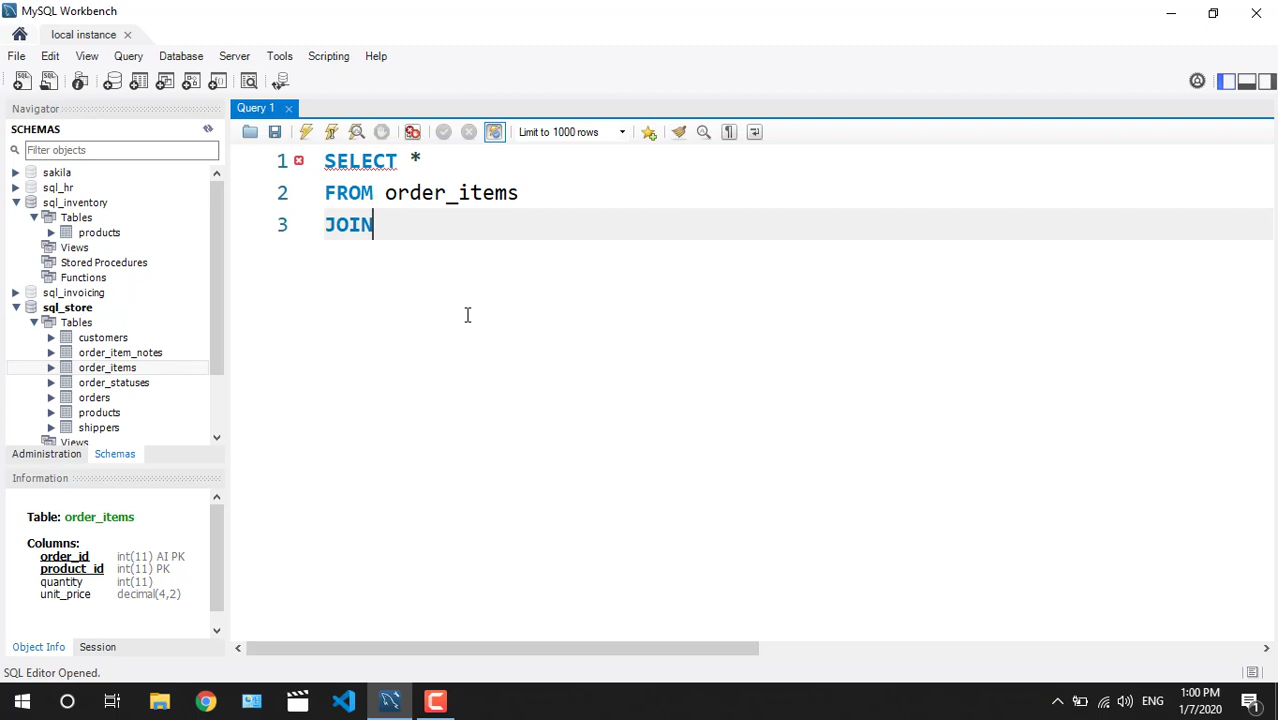 MySQL Workbench
local instance
File Edit View Query Database Server Tools Scripting Help
Navigator
SCHEMAS
Filter objects
sakila
sql_hr
sql_inventory
Tables
products
Views
Stored Procedures
Functions
sql_invoicing
sql_store
Tables
customers
order_item_notes
order_items
order_statuses
orders
products
shippers
Views
Administration Schemas
Information
Table: order_items
Columns:
order_id int(11) AI PK
product_id int(11) PK
quantity int(11)
unit_price decimal(4,2)
Object Info Session
Query 1
Limit to 1000 rows
1 SELECT *
2 FROM order_items
3 JOIN
SQL Editor Opened.
ENG
1:00 PM
1/7/2020
1